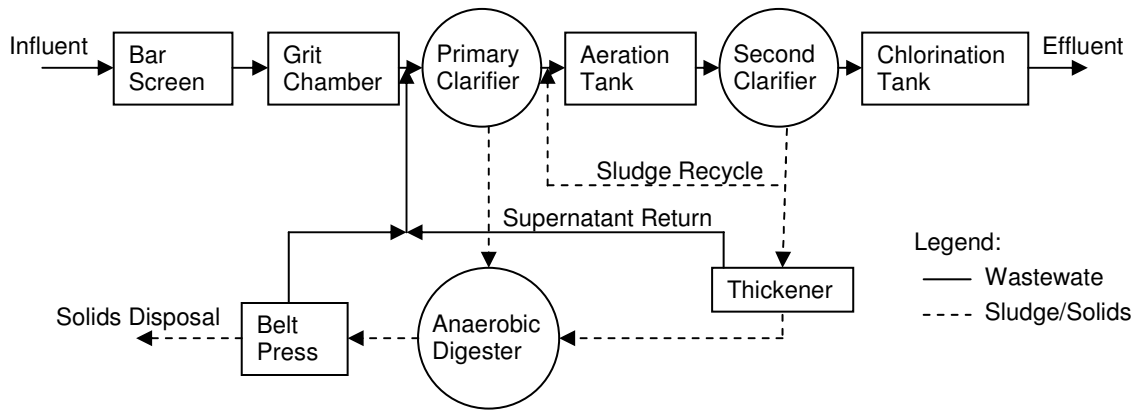 Influent
Bar
Screen
Grit
Chamber
Primary
Clarifier
Aeration
Tank
Second
Clarifier
Chlorination
Tank
Effluent
Sludge Recycle
Supernatant Return
Thickener
Legend:
Wastewate
Sludge/Solids
Solids Disposal
Belt
Press
Anaerobic
Digester